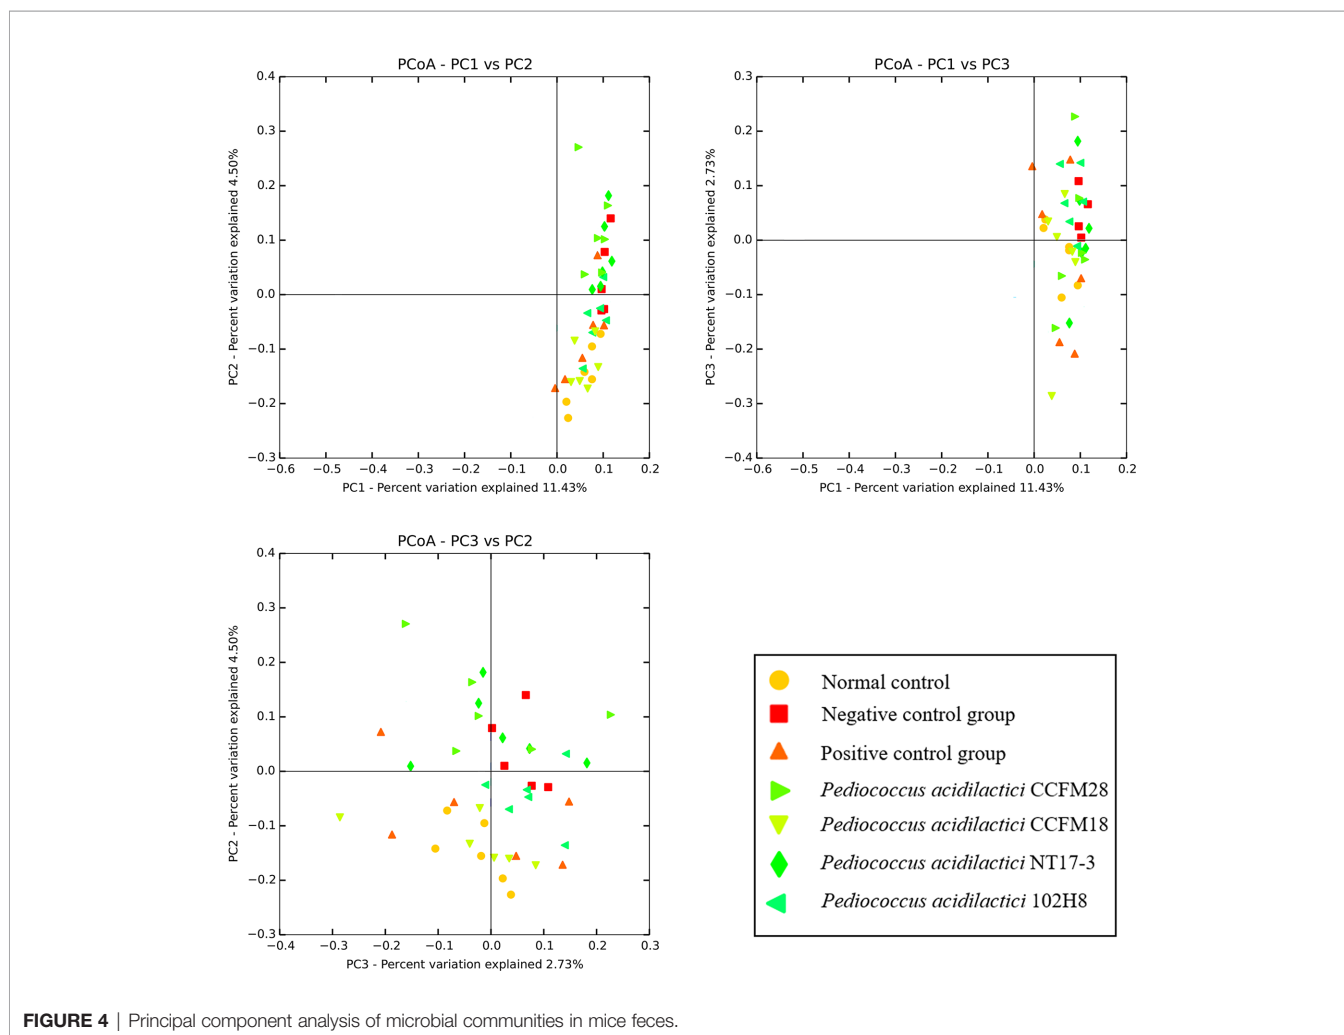 PCoA - PC1 vs PC2
0.4
0.3
0.2
0.1
0.0
−0.1
−0.2
−0.3
PC2 - Percent variation explained 4.50%
−0.6 −0.5 −0.4 −0.3 −0.2 −0.1 0.0 0.1 0.2
PC1 - Percent variation explained 11.43%
PCoA - PC1 vs PC3
0.3
0.2
0.1
0.0
−0.1
−0.2
−0.3
−0.4
PC3 - Percent variation explained 2.73%
−0.6 −0.5 −0.4 −0.3 −0.2 −0.1 0.0 0.1 0.2
PC1 - Percent variation explained 11.43%
PCoA - PC3 vs PC2
0.4
0.3
0.2
0.1
0.0
−0.1
−0.2
−0.3
PC2 - Percent variation explained 4.50%
−0.3 −0.2 −0.1 0.0 0.1 0.2 0.3
PC3 - Percent variation explained 2.73%
Normal control
Negative control group
Positive control group
Pediococcus acidilactici CCFM28
Pediococcus acidilactici CCFM18
Pediococcus acidilactici NT17-3
Pediococcus acidilactici 102H8
FIGURE 4 | Principal component analysis of microbial communities in mice feces.